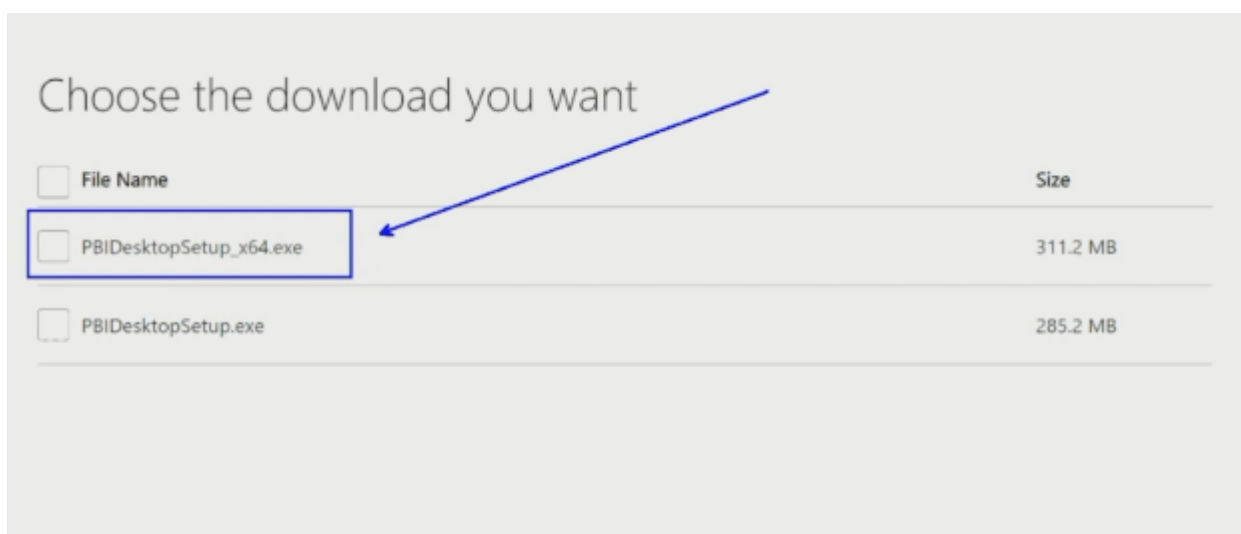 Choose the download you want
File Name Size
PBIDesktopSetup_x64.exe 311.2 MB
PBIDesktopSetup.exe 285.2 MB